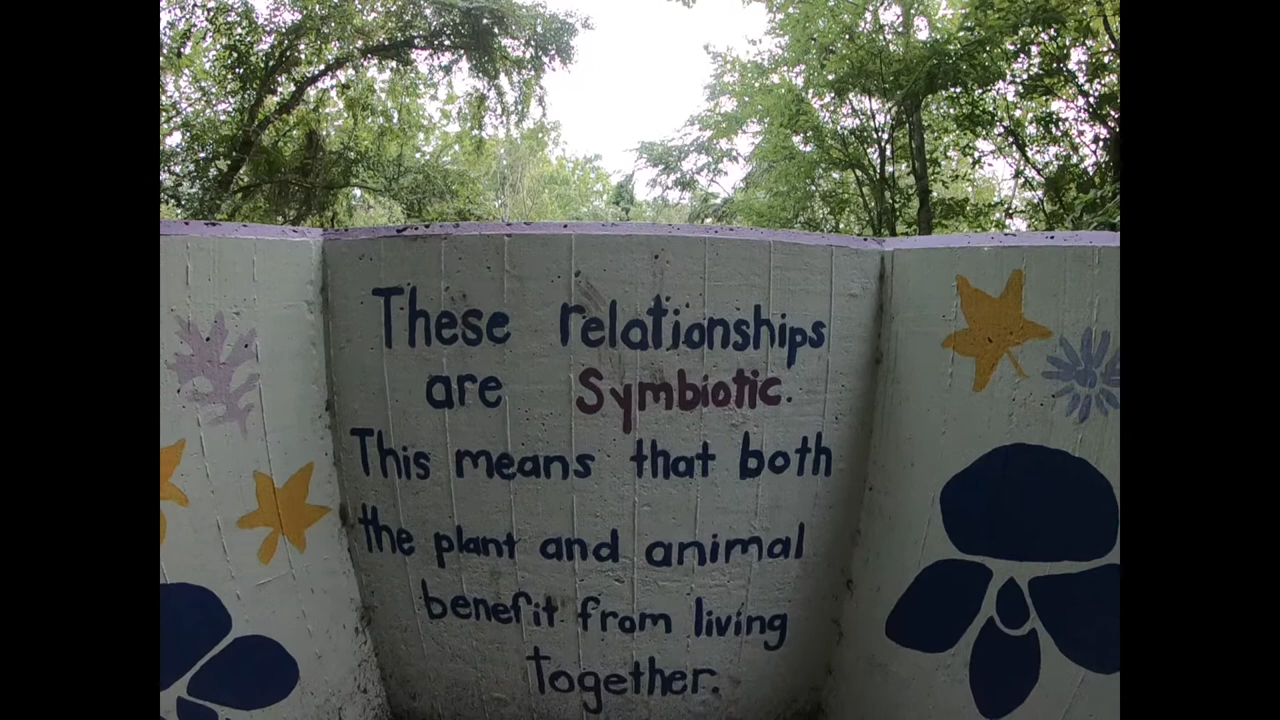 These relationships
are Symbiotic.
This means that both
the plant and animal
benefit from living
together.